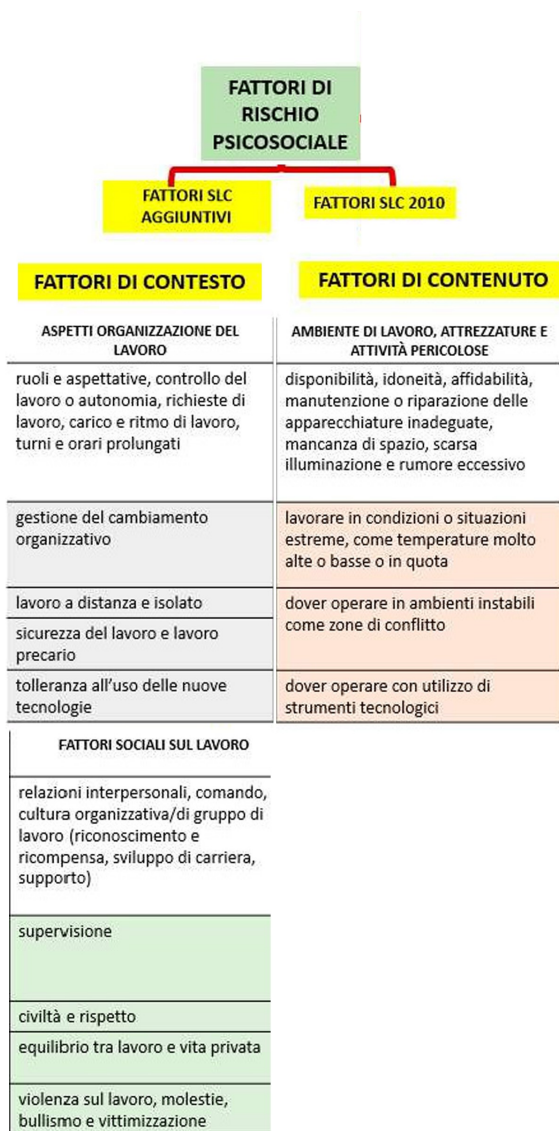 FATTORI DI
RISCHIO
PSICOSOCIALE
FATTORI SLC
AGGIUNTIVI
FATTORI SLC 2010
FATTORI DI CONTESTO
FATTORI DI CONTENUTO
ASPETTI ORGANIZZAZIONE DEL
LAVORO
ruoli e aspettative, controllo del
lavoro o autonomia, richieste di
lavoro, carico e ritmo di lavoro,
turni e orari prolungati
gestione del cambiamento
organizzativo
lavoro a distanza e isolato
sicurezza del lavoro e lavoro
precario
tolleranza all'uso delle nuove
tecnologie
AMBIENTE DI LAVORO, ATTREZZATURE E
ATTIVITÀ PERICOLOSE
disponibilità, idoneità, affidabilità,
manutenzione o riparazione delle
apparecchiature inadeguate,
mancanza di spazio, scarsa
illuminazione e rumore eccessivo
lavorare in condizioni o situazioni
estreme, come temperature molto
alte o basse o in quota
dover operare in ambienti instabili
come zone di conflitto
dover operare con utilizzo di
strumenti tecnologici
FATTORI SOCIALI SUL LAVORO
relazioni interpersonali, comando,
cultura organizzativa/di gruppo di
lavoro (riconoscimento e
ricompensa, sviluppo di carriera,
supporto)
supervisione
civiltà e rispetto
equilibrio tra lavoro e vita privata
violenza sul lavoro, molestie,
bullismo e vittimizzazione